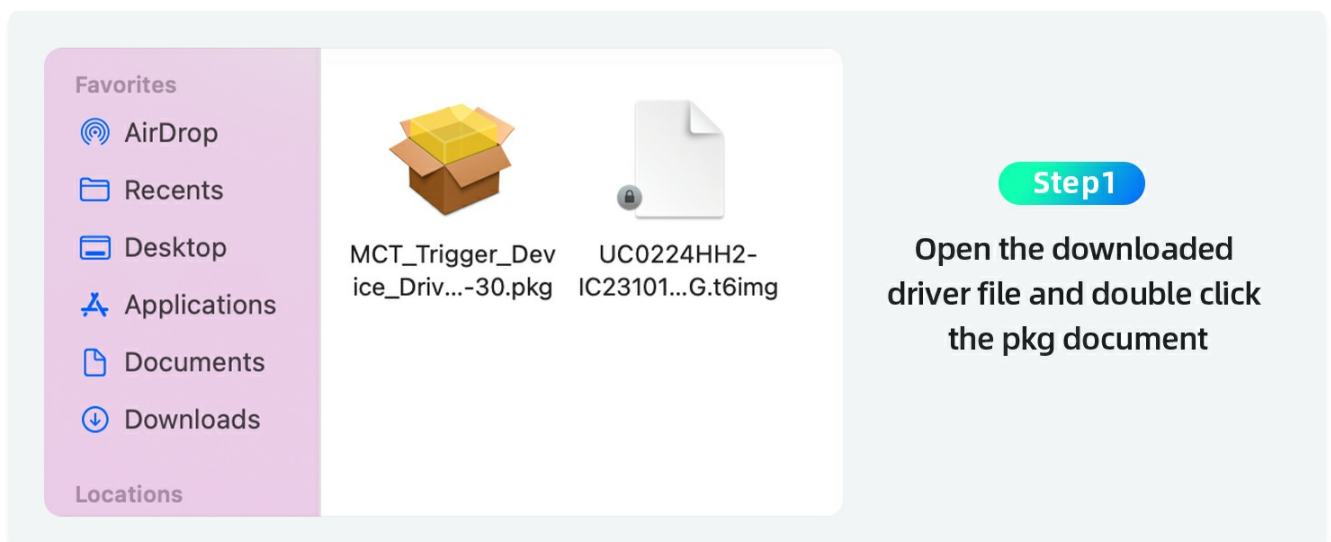 Favorites
AirDrop
Recents
Desktop
Applications
Documents
Downloads
Locations
MCT_Trigger_Dev
ice_Driv...-30.pkg
UC0224HH2-
IC23101...G.t6img
Step1
Open the downloaded
driver file and double click
the pkg document